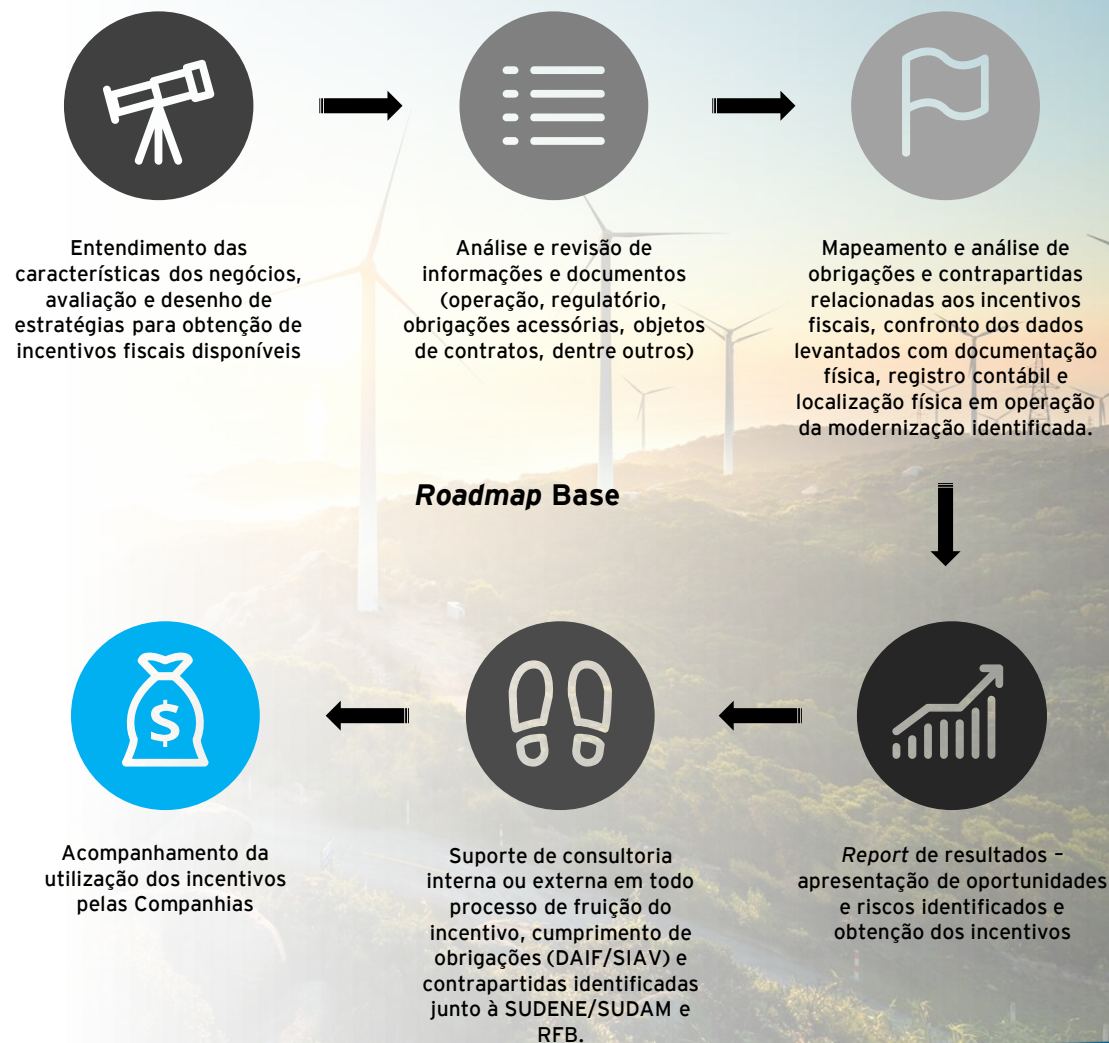 Entendimento das
características dos negócios,
avaliação e desenho de
estratégias para obtenção de
incentivos fiscais disponíveis
Análise e revisão de
informações e documentos
(operação, regulatório,
obrigações acessórias, objetos
de contratos, dentre outros)
Mapeamento e análise de
obrigações e contrapartidas
relacionadas aos incentivos
fiscais, confronto dos dados
levantados com documentação
física, registro contábil e
localização física em operação
da modernização identificada.
Roadmap Base
$
Acompanhamento da
utilização dos incentivos
pelas Companhias
Suporte de consultoria
interna ou externa em todo
processo de fruição do
incentivo, cumprimento de
obrigações (DAIF/SIAV) e
contrapartidas identificadas
junto à SUDENE/SUDAM e
RFB.
Report de resultados –
apresentação de oportunidades
e riscos identificados e
obtenção dos incentivos